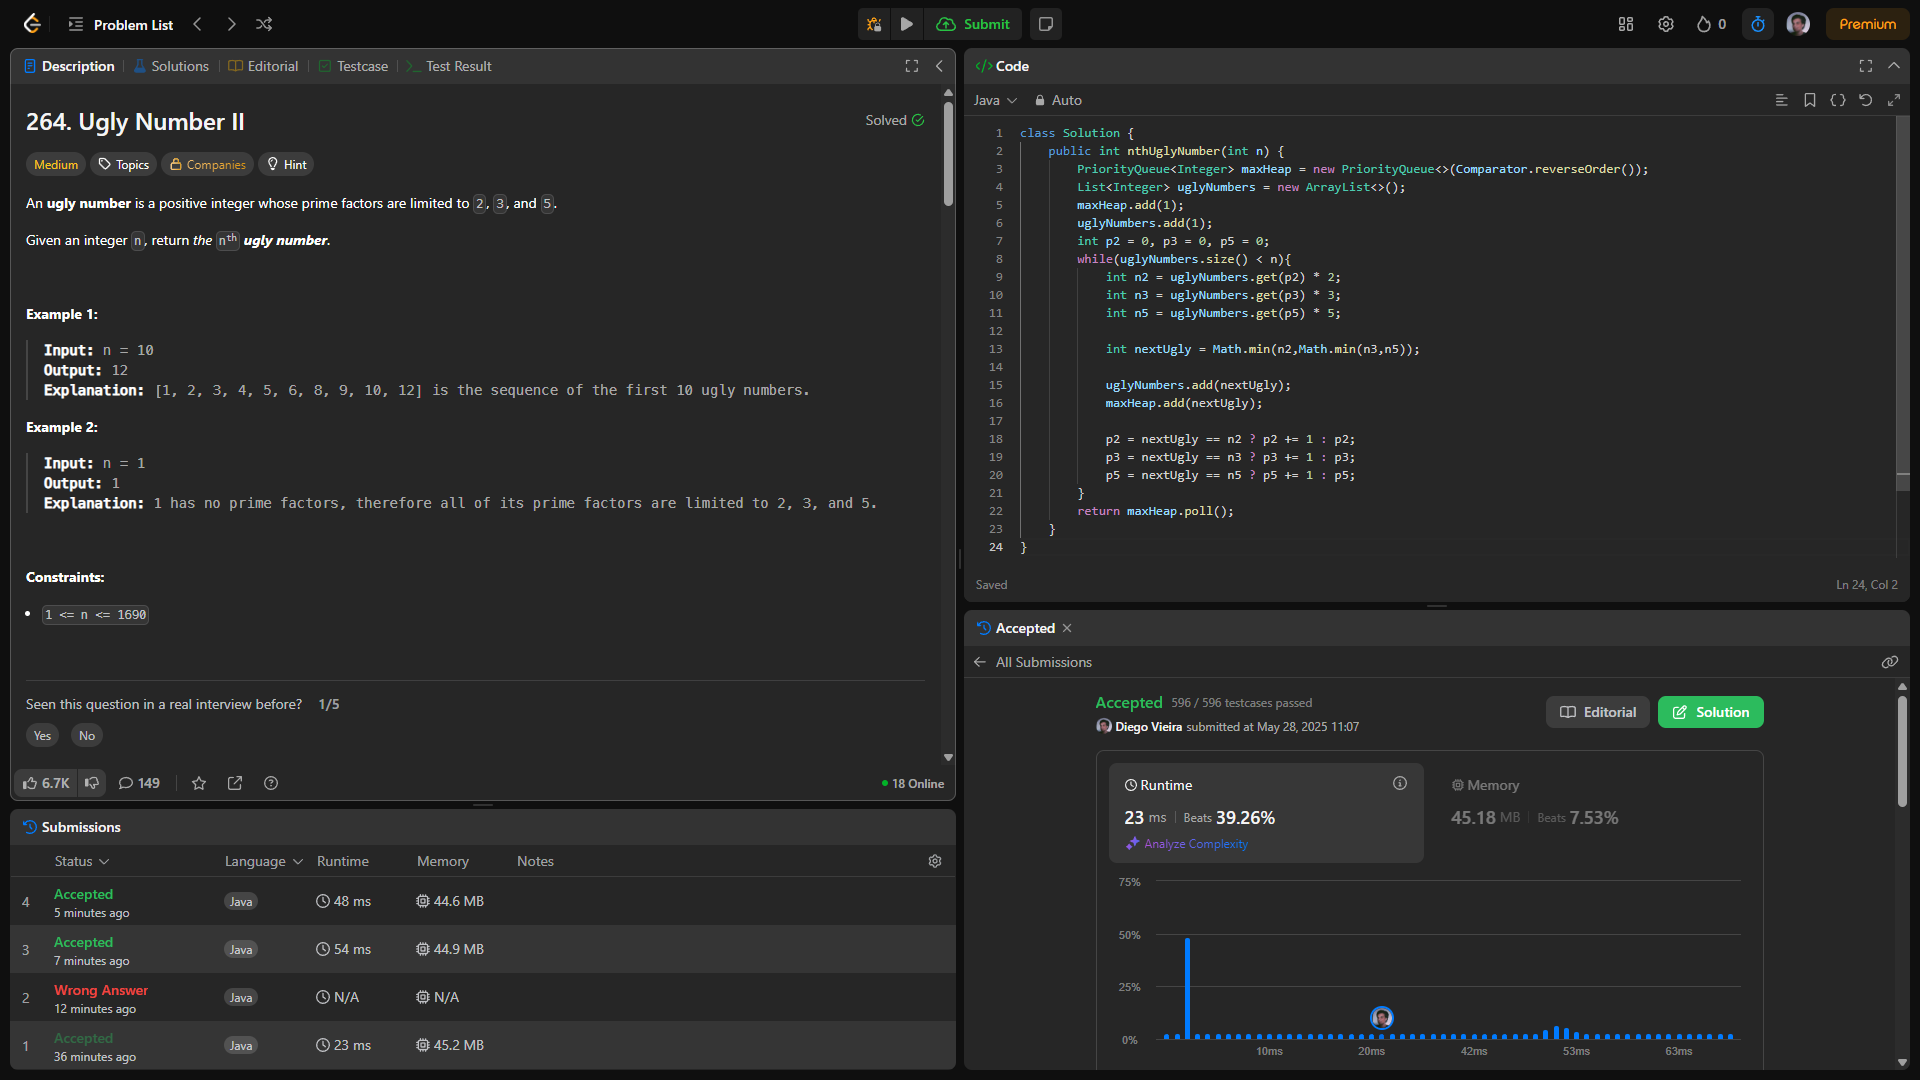 Problem List
Submit
0
Premium
Description
Solutions
Editorial
Testcase
Test Result
264. Ugly Number II
Solved
Medium
Topics
Companies
Hint
An ugly number is a positive integer whose prime factors are limited to 2, 3, and 5.
Given an integer n, return the nth ugly number.
Example 1:
Input: n = 10
Output: 12
Explanation: [1, 2, 3, 4, 5, 6, 8, 9, 10, 12] is the sequence of the first 10 ugly numbers.
Example 2:
Input: n = 1
Output: 1
Explanation: 1 has no prime factors, therefore all of its prime factors are limited to 2, 3, and 5.
Constraints:
1 <= n <= 1690
Seen this question in a real interview before? 1/5
Yes
No
6.7K
149
18 Online
Submissions
Status
Language
Runtime
Memory
Notes
4
Accepted
5 minutes ago
Java
48 ms
44.6 MB
3
Accepted
7 minutes ago
Java
54 ms
44.9 MB
2
Wrong Answer
12 minutes ago
Java
N/A
N/A
1
Accepted
36 minutes ago
Java
23 ms
45.2 MB
</> Code
Java
Auto
1 class Solution {
2 public int nthUglyNumber(int n) {
3 PriorityQueue<Integer> maxHeap = new PriorityQueue<>(Comparator.reverseOrder());
4 List<Integer> uglyNumbers = new ArrayList<>();
5 maxHeap.add(1);
6 uglyNumbers.add(1);
7 int p2 = 0, p3 = 0, p5 = 0;
8 while(uglyNumbers.size() < n){
9 int n2 = uglyNumbers.get(p2) * 2;
10 int n3 = uglyNumbers.get(p3) * 3;
11 int n5 = uglyNumbers.get(p5) * 5;
12
13 int nextUgly = Math.min(n2,Math.min(n3,n5));
14
15 uglyNumbers.add(nextUgly);
16 maxHeap.add(nextUgly);
17
18 p2 = nextUgly == n2 ? p2 += 1 : p2;
19 p3 = nextUgly == n3 ? p3 += 1 : p3;
20 p5 = nextUgly == n5 ? p5 += 1 : p5;
21 }
22 return maxHeap.poll();
23 }
24 }
Saved
Ln 24, Col 2
Accepted
All Submissions
Accepted 596 / 596 testcases passed
Diego Vieira submitted at May 28, 2025 11:07
Editorial
Solution
Runtime
23 ms Beats 39.26%
Analyze Complexity
Memory
45.18 MB Beats 7.53%
75%
50%
25%
0%
10ms
20ms
42ms
53ms
63ms